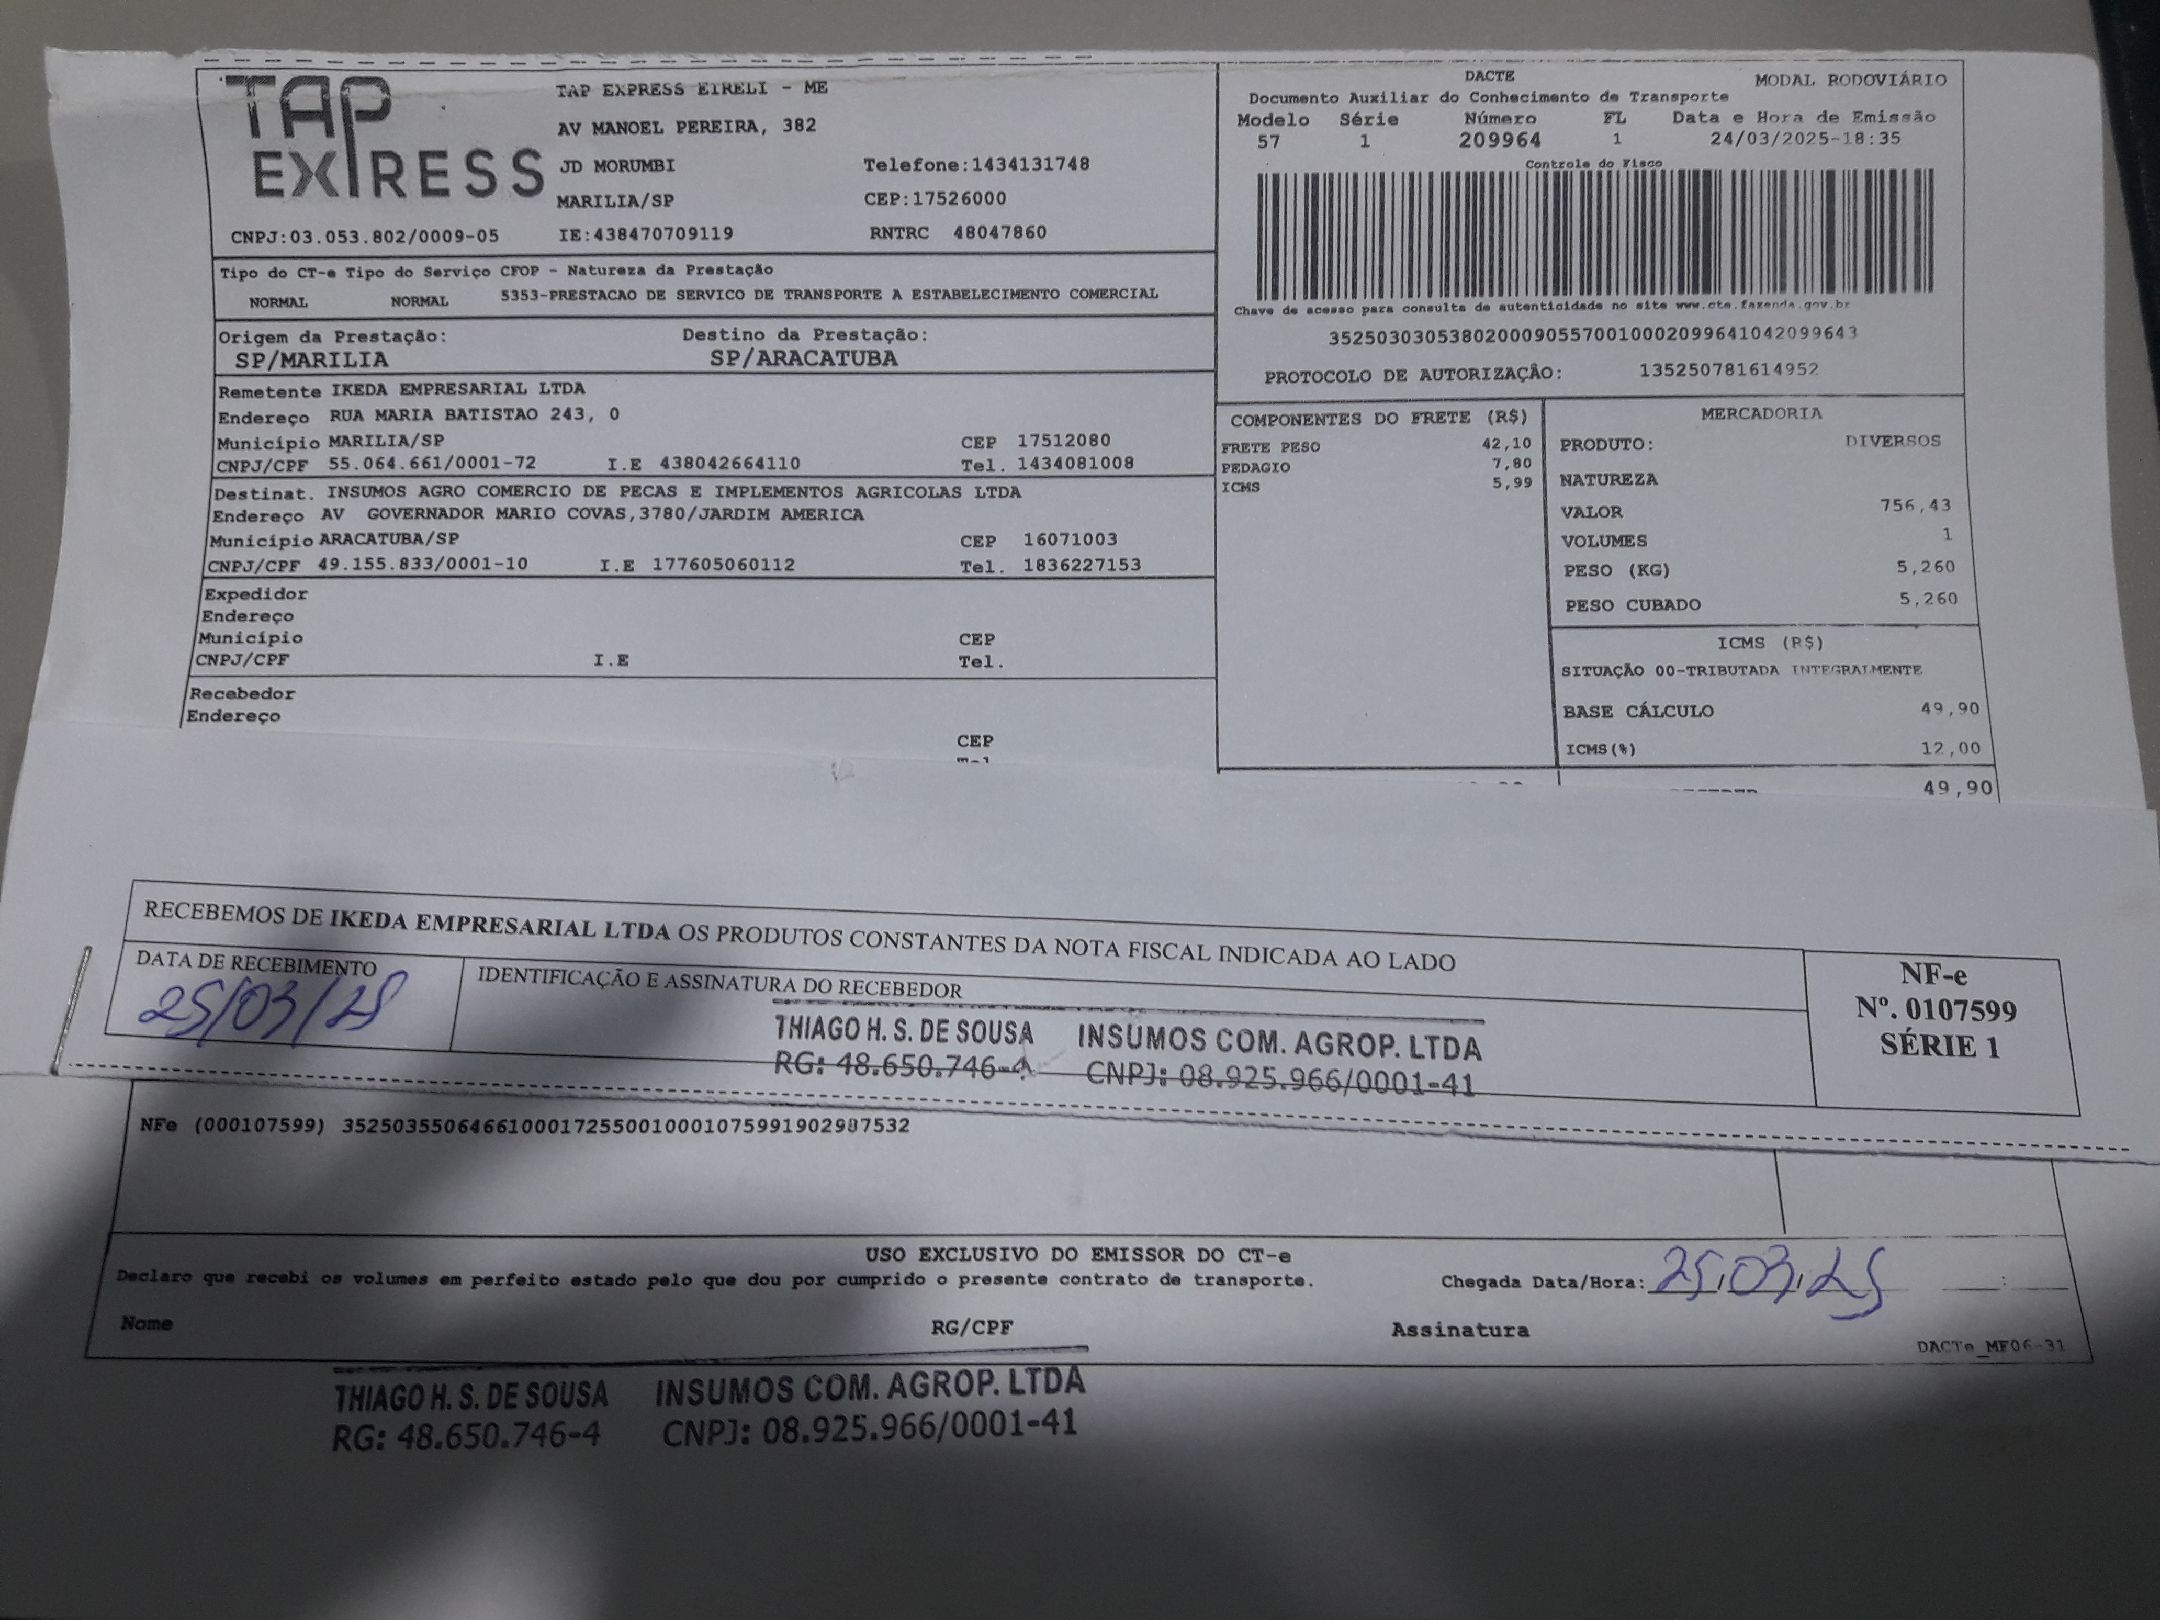 TAP EXPRESS
TAP EXPRESS EIRELI - ME
AV MANOEL PEREIRA, 382
JD MORUMBI Telefone:1434131748
MARILIA/SP CEP:17526000
CNPJ:03.053.802/0009-05 IE:438470709119 RNTRC 48047860
Tipo do CT-e Tipo do Serviço CFOP - Natureza da Prestação
NORMAL NORMAL 5353-PRESTACAO DE SERVICO DE TRANSPORTE A ESTABELECIMENTO COMERCIAL
Origem da Prestação: Destino da Prestação:
SP/MARILIA SP/ARACATUBA
Remetente IKEDA EMPRESARIAL LTDA
Endereço RUA MARIA BATISTAO 243, 0
Município MARILIA/SP CEP 17512080
CNPJ/CPF 55.064.661/0001-72 I.E 438042664110 Tel. 1434081008
Destinat. INSUMOS AGRO COMERCIO DE PECAS E IMPLEMENTOS AGRICOLAS LTDA
Endereço AV GOVERNADOR MARIO COVAS,3780/JARDIM AMERICA
Município ARACATUBA/SP CEP 16071003
CNPJ/CPF 49.155.833/0001-10 I.E 177605060112 Tel. 1836227153
Expedidor
Endereço
Município CEP
CNPJ/CPF I.E Tel.
Recebedor
Endereço
CEP
DACTE MODAL RODOVIÁRIO
Documento Auxiliar do Conhecimento de Transporte
Modelo Série Número FL Data e Hora de Emissão
57 1 209964 1 24/03/2025-18:35
Controle do Fisco
Chave de acesso para consulta de autenticidade no site www.cte.fazenda.gov.br
35250303053802000905570010002099641042099643
PROTOCOLO DE AUTORIZAÇÃO: 135250781614952
COMPONENTES DO FRETE (R$)
FRETE PESO 42,10
PEDAGIO 7,80
ICMS 5,99
MERCADORIA
PRODUTO: DIVERSOS
NATUREZA
VALOR 756,43
VOLUMES 1
PESO (KG) 5,260
PESO CUBADO 5,260
ICMS (R$)
SITUAÇÃO 00-TRIBUTADA INTEGRALMENTE
BASE CÁLCULO 49,90
ICMS(%) 12,00
49,90
RECEBEMOS DE IKEDA EMPRESARIAL LTDA OS PRODUTOS CONSTANTES DA NOTA FISCAL INDICADA AO LADO
DATA DE RECEBIMENTO IDENTIFICAÇÃO E ASSINATURA DO RECEBEDOR
25/03/25
THIAGO H. S. DE SOUSA INSUMOS COM. AGROP. LTDA
RG: 48.650.746-4 CNPJ: 08.925.966/0001-41
NF-e
Nº. 0107599
SÉRIE 1
NFe (000107599) 35250355064661000172550010001075991902987532
USO EXCLUSIVO DO EMISSOR DO CT-e
Declaro que recebi os volumes em perfeito estado pelo que dou por cumprido o presente contrato de transporte. Chegada Data/Hora: 25/03/25 :
Nome RG/CPF Assinatura
DACTe_MF06-31
THIAGO H. S. DE SOUSA INSUMOS COM. AGROP. LTDA
RG: 48.650.746-4 CNPJ: 08.925.966/0001-41